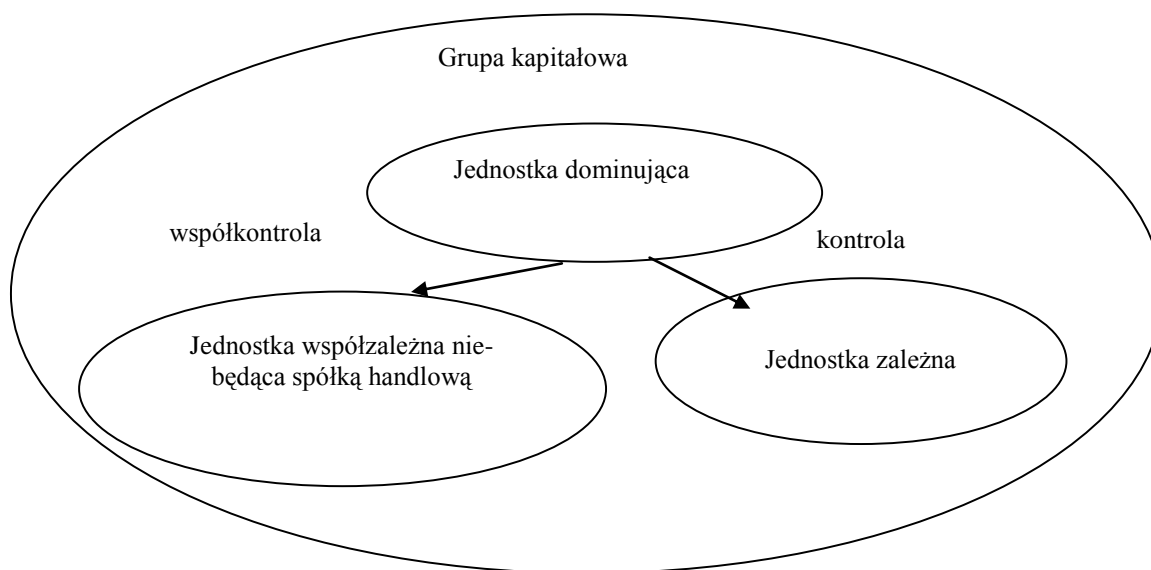 Grupa kapitałowa
Jednostka dominująca
współkontrola
kontrola
Jednostka współzależna nie-
będąca spółką handlową
Jednostka zależna